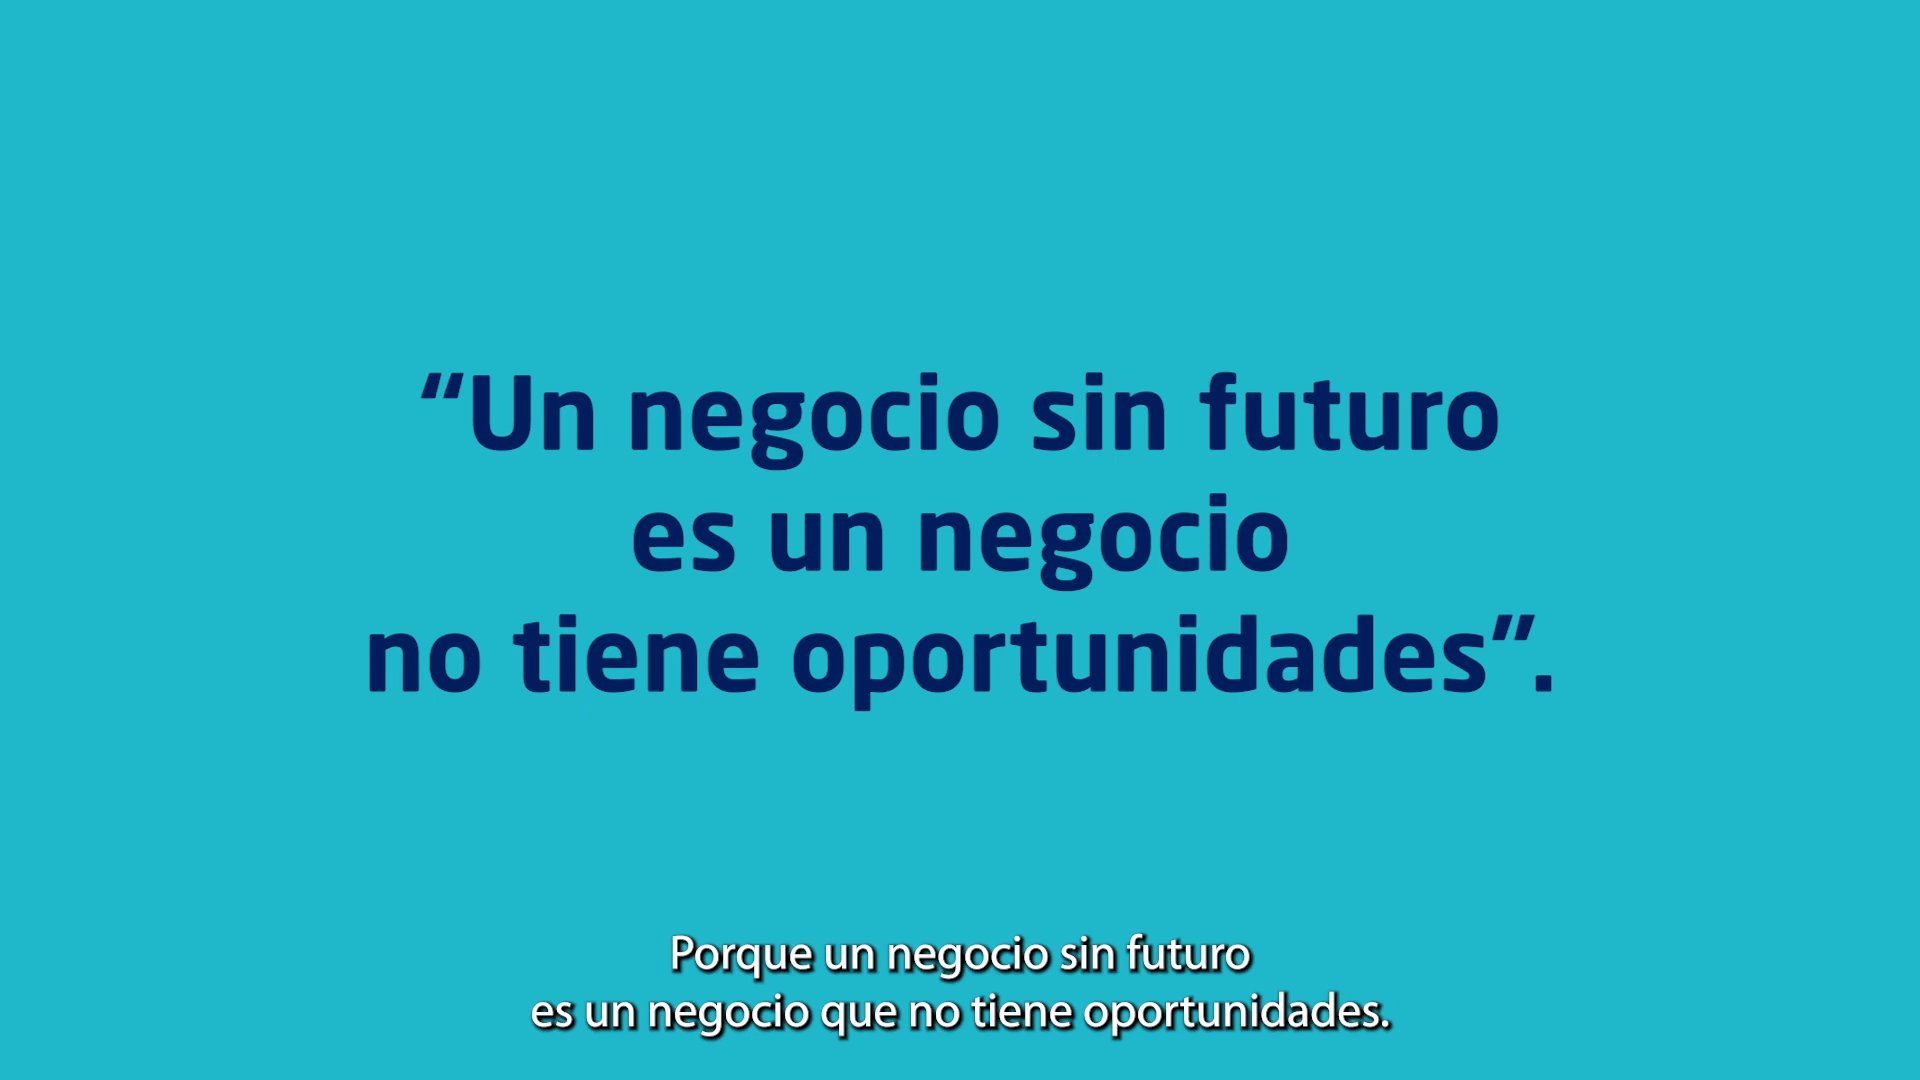 “Un negocio sin futuro
es un negocio
no tiene oportunidades”.
Porque un negocio sin futuro
es un negocio que no tiene oportunidades.